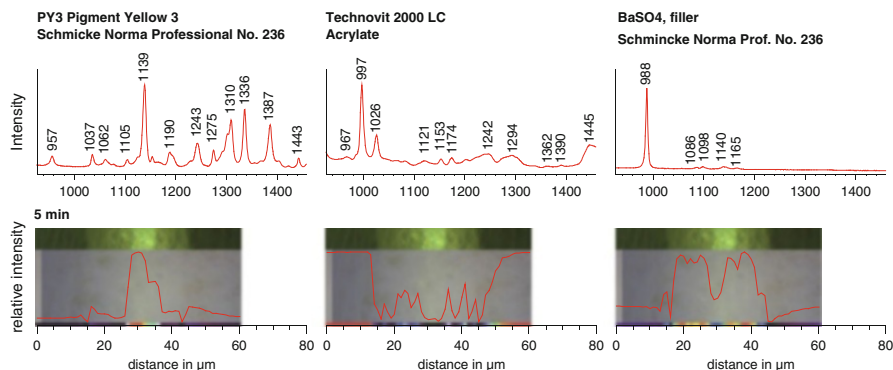 PY3 Pigment Yellow 3
Schmicke Norma Professional No. 236
Technovit 2000 LC
Acrylate
BaSO4, filler
Schmincke Norma Prof. No. 236
Intensity
957
1037
1062
1105
1139
1190
1243
1275
1310
1336
1387
1443
1000 1100 1200 1300 1400
967
997
1026
1121
1153
1174
1242
1294
1362
1390
1445
1000 1100 1200 1300 1400
988
1086
1098
1140
1165
1000 1100 1200 1300 1400
5 min
relative intensity
0 20 40 60 80
distance in µm
0 20 40 60 80
distance in µm
0 20 40 60 80
distance in µm